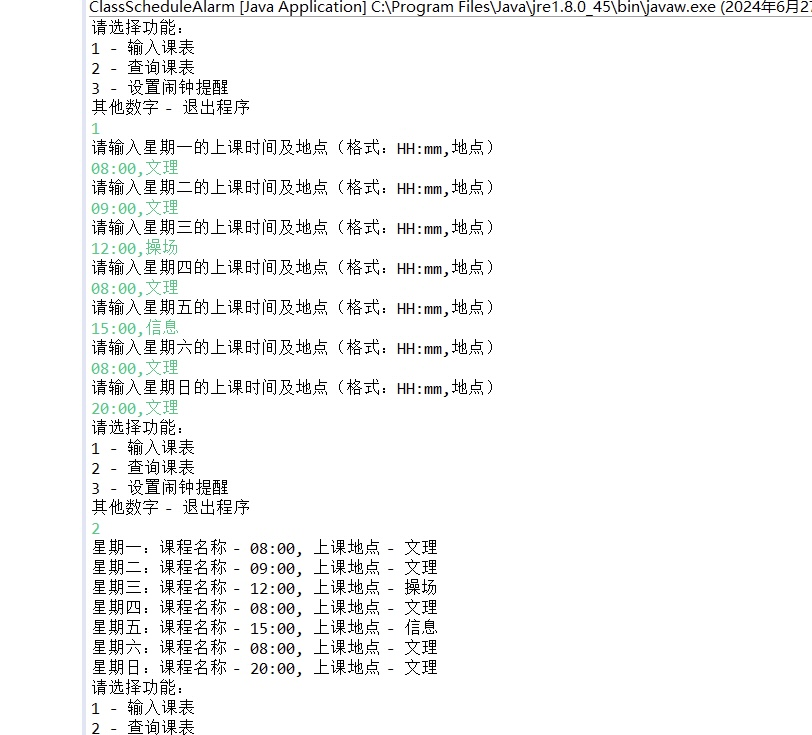 ClassScheduleAlarm [Java Application] C:\Program Files\Java\jre1.8.0_45\bin\javaw.exe (2024年6月27
请选择功能：
1 - 输入课表
2 - 查询课表
3 - 设置闹钟提醒
其他数字 - 退出程序
1
请输入星期一的上课时间及地点（格式：HH:mm,地点）
08:00,文理
请输入星期二的上课时间及地点（格式：HH:mm,地点）
09:00,文理
请输入星期三的上课时间及地点（格式：HH:mm,地点）
12:00,操场
请输入星期四的上课时间及地点（格式：HH:mm,地点）
08:00,文理
请输入星期五的上课时间及地点（格式：HH:mm,地点）
15:00,信息
请输入星期六的上课时间及地点（格式：HH:mm,地点）
08:00,文理
请输入星期日的上课时间及地点（格式：HH:mm,地点）
20:00,文理
请选择功能：
1 - 输入课表
2 - 查询课表
3 - 设置闹钟提醒
其他数字 - 退出程序
2
星期一：课程名称 - 08:00, 上课地点 - 文理
星期二：课程名称 - 09:00, 上课地点 - 文理
星期三：课程名称 - 12:00, 上课地点 - 操场
星期四：课程名称 - 08:00, 上课地点 - 文理
星期五：课程名称 - 15:00, 上课地点 - 信息
星期六：课程名称 - 08:00, 上课地点 - 文理
星期日：课程名称 - 20:00, 上课地点 - 文理
请选择功能：
1 - 输入课表
2 - 查询课表